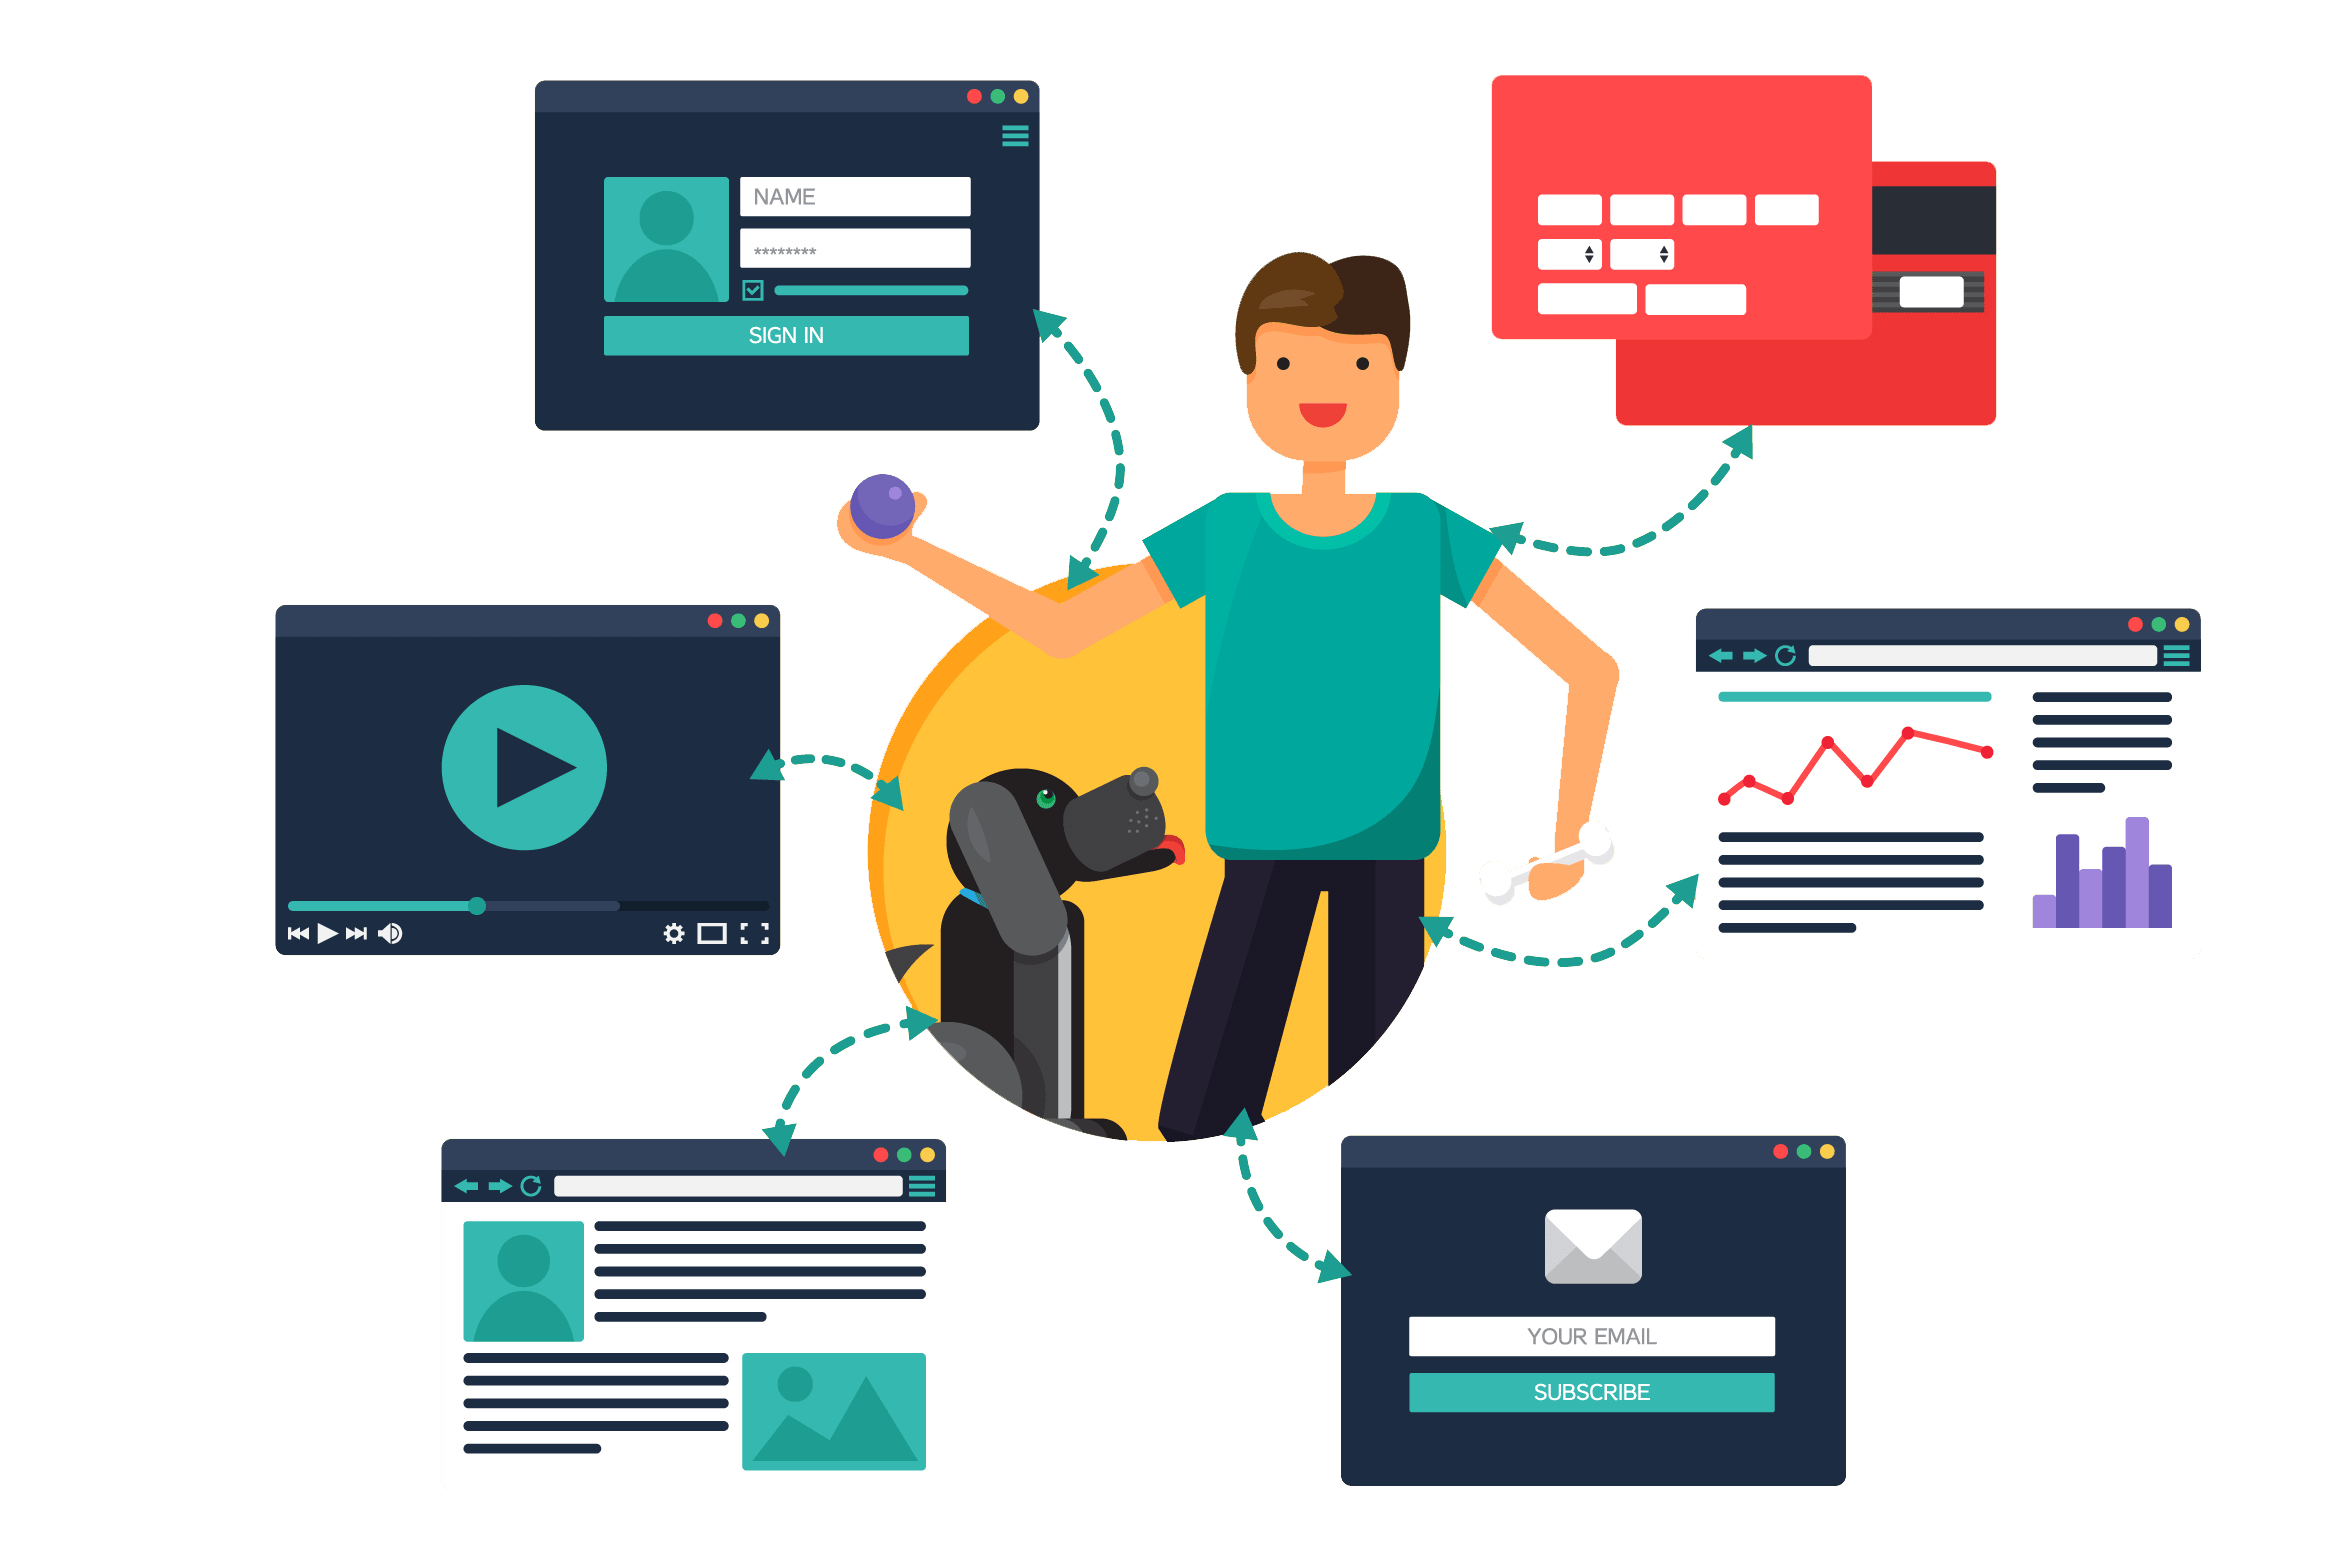 NAME
********
SIGN IN
YOUR EMAIL
SUBSCRIBE